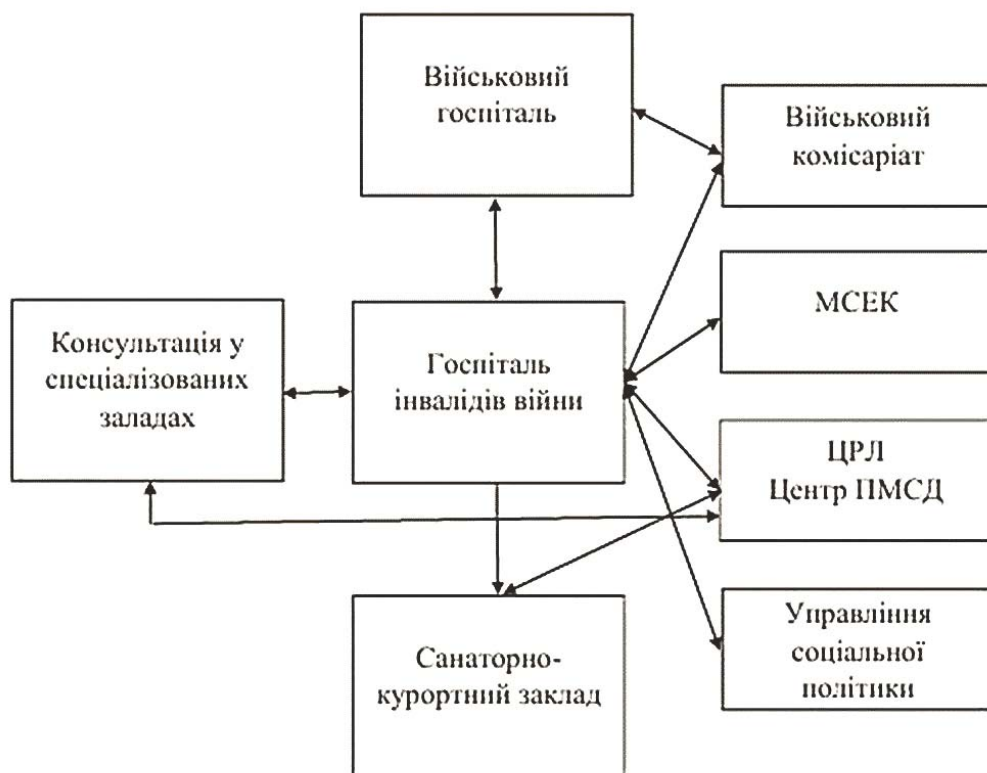 Військовий
госпіталь
Військовий
комісаріат
МСЕК
Консультація у
спеціалізованих
заладах
Госпіталь
інвалідів війни
ЦРЛ
Центр ПМСД
Санаторно-
курортний заклад
Управління
соціальної
політики